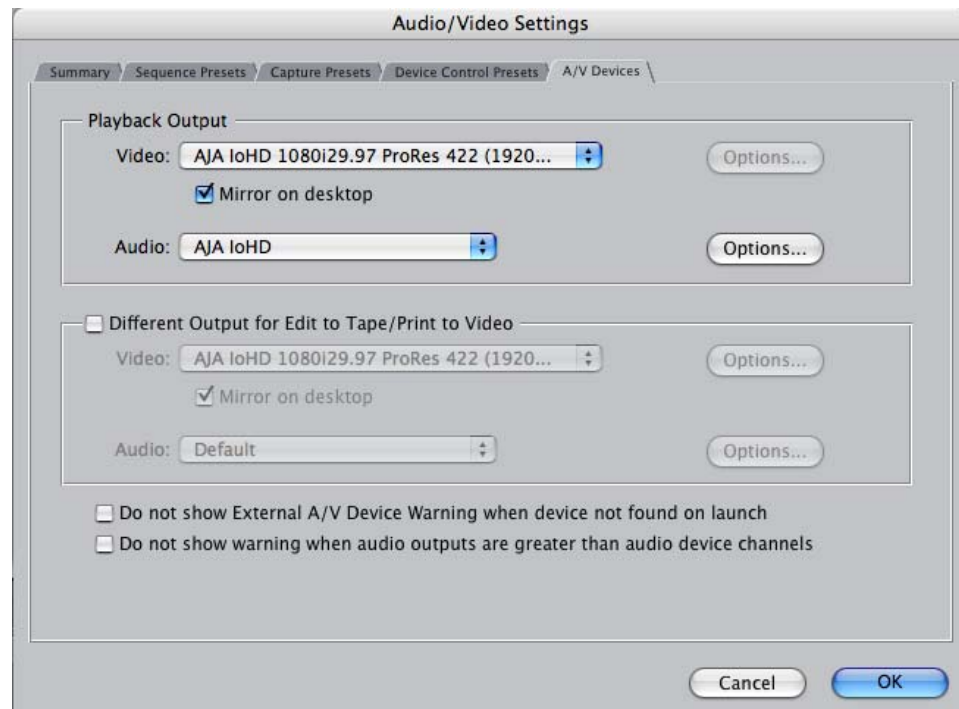 Audio/Video Settings
Summary
Sequence Presets
Capture Presets
Device Control Presets
A/V Devices
Playback Output
Video: AJA IoHD 1080i29.97 ProRes 422 (1920... Options...
Mirror on desktop
Audio: AJA IoHD Options...
Different Output for Edit to Tape/Print to Video
Video: AJA IoHD 1080i29.97 ProRes 422 (1920... Options...
Mirror on desktop
Audio: Default Options...
Do not show External A/V Device Warning when device not found on launch
Do not show warning when audio outputs are greater than audio device channels
Cancel OK